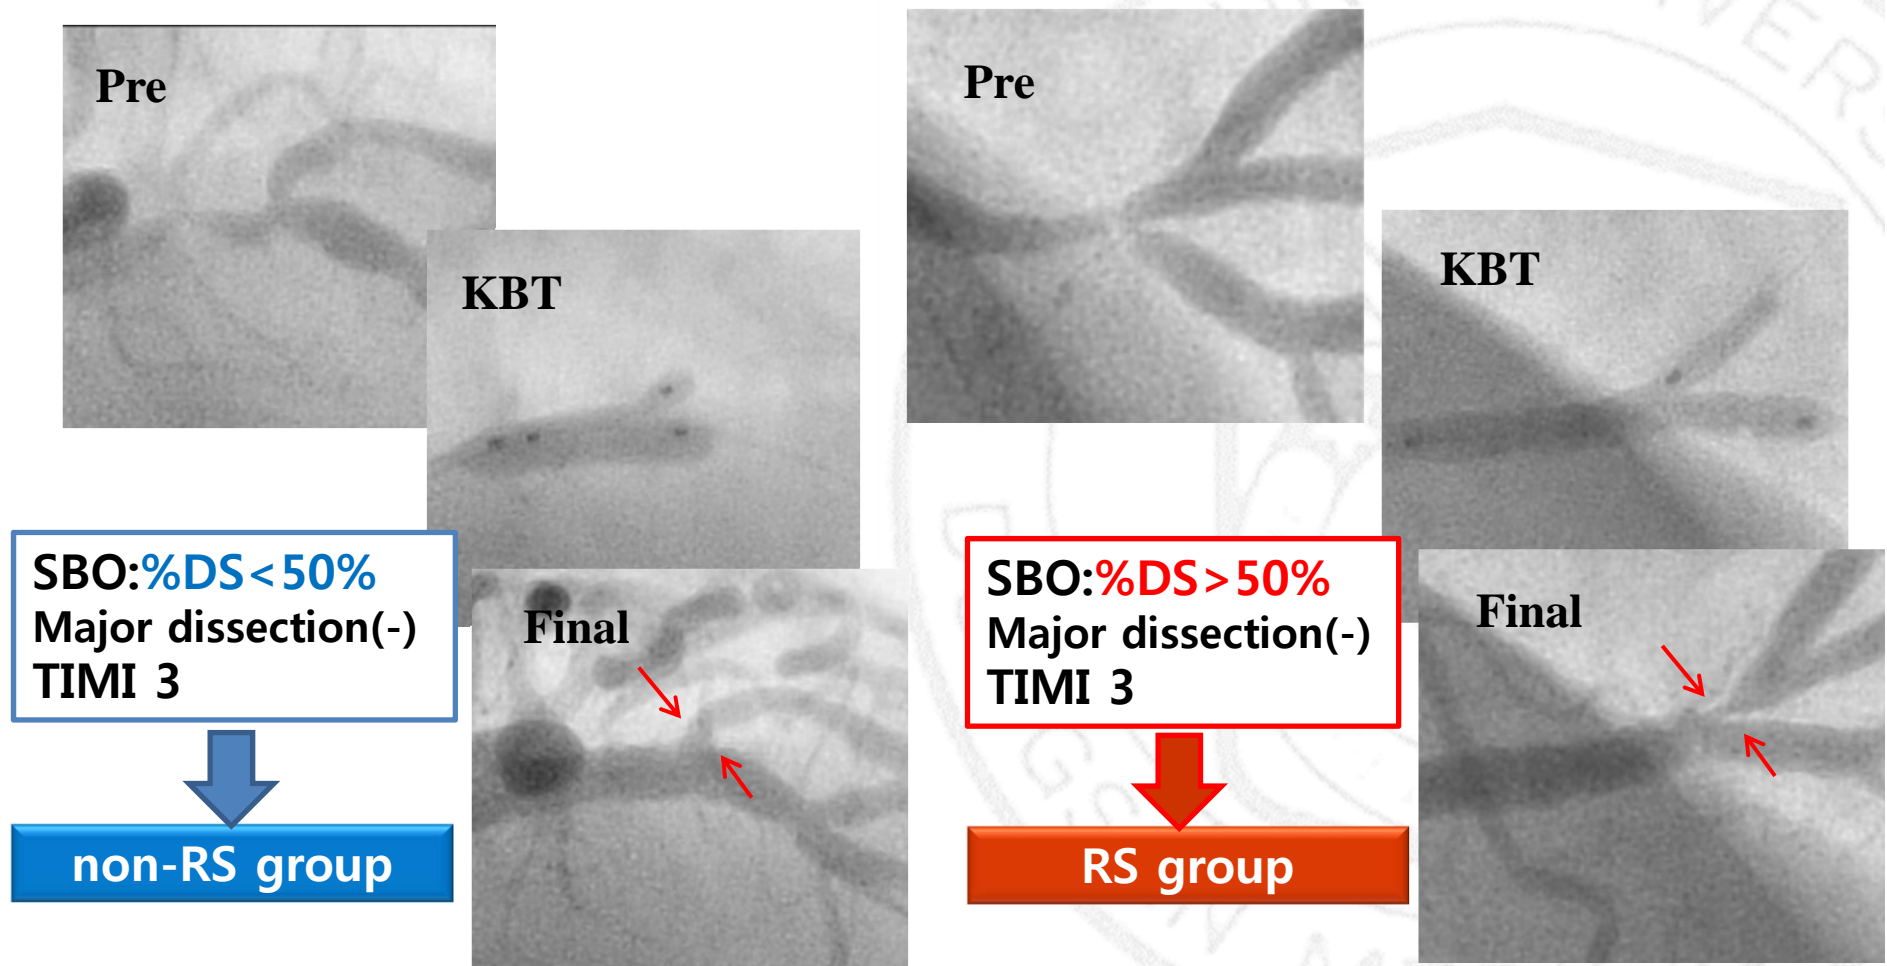 Pre
KBT
SBO:%DS<50%
Major dissection(-)
TIMI 3
Final
non-RS group
Pre
KBT
SBO:%DS>50%
Major dissection(-)
TIMI 3
Final
RS group